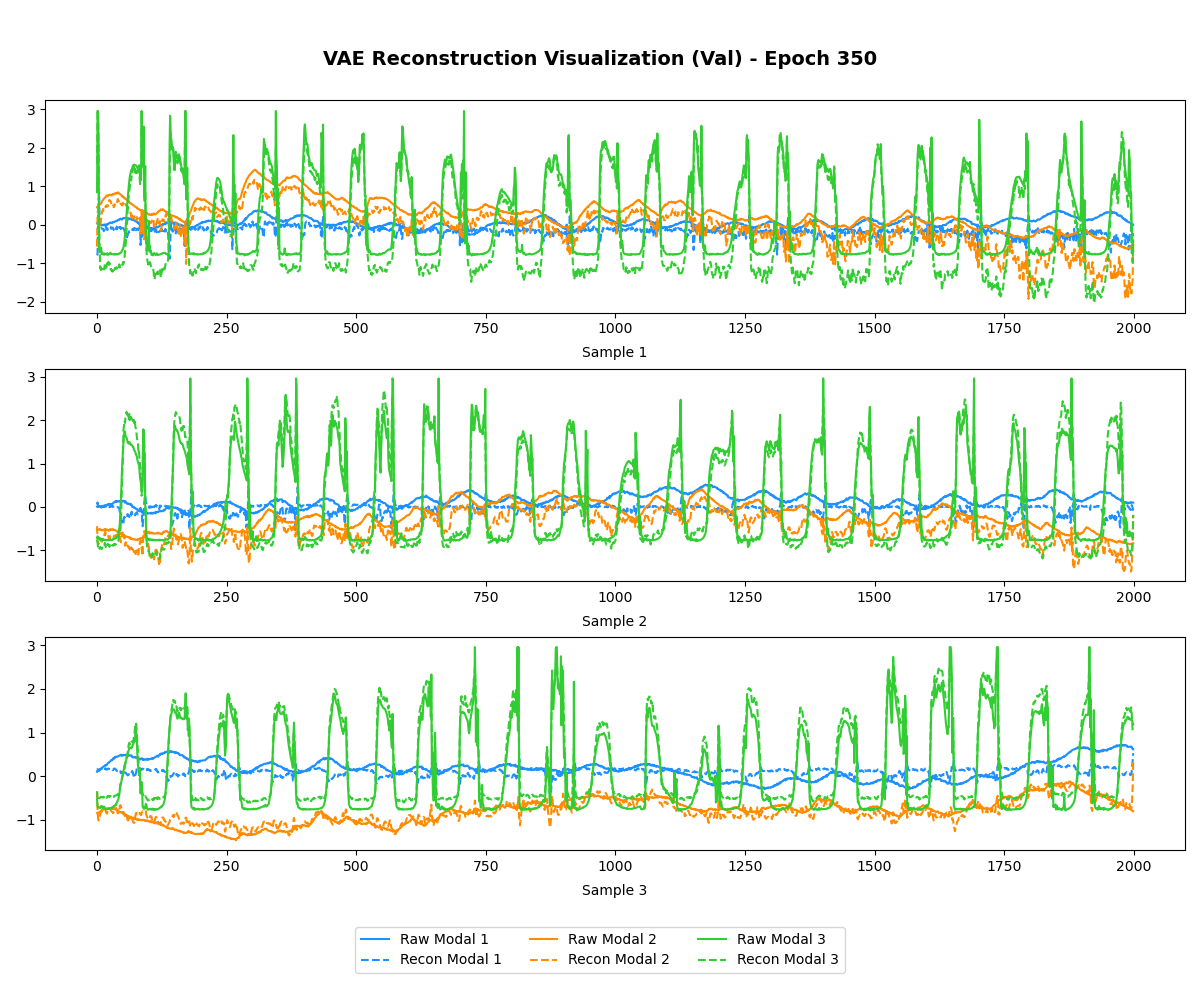 VAE Reconstruction Visualization (Val) - Epoch 350
3
2
1
0
−1
−2
0 250 500 750 1000 1250 1500 1750 2000
Sample 1
3
2
1
0
−1
0 250 500 750 1000 1250 1500 1750 2000
Sample 2
3
2
1
0
−1
0 250 500 750 1000 1250 1500 1750 2000
Sample 3
Raw Modal 1 Raw Modal 2 Raw Modal 3
Recon Modal 1 Recon Modal 2 Recon Modal 3